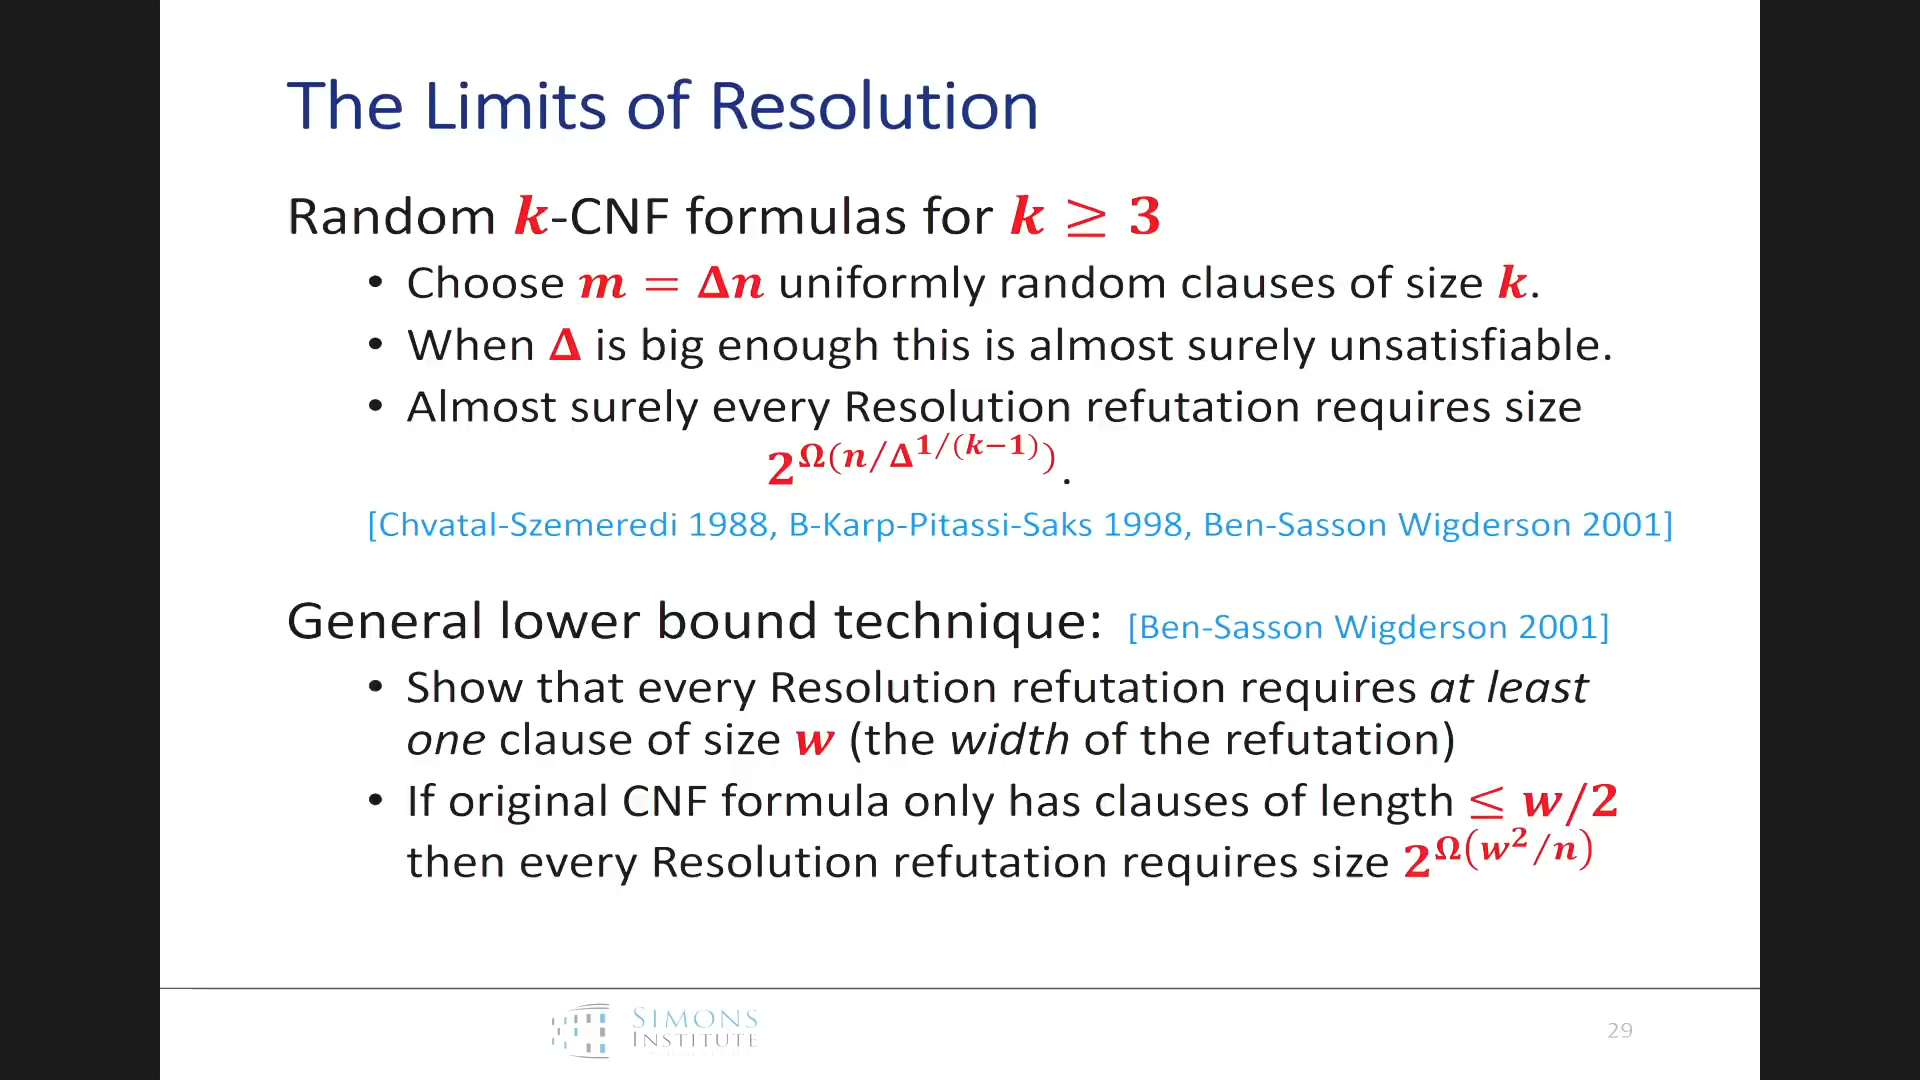 The Limits of Resolution
Random k-CNF formulas for k ≥ 3
• Choose m = Δn uniformly random clauses of size k.
• When Δ is big enough this is almost surely unsatisfiable.
• Almost surely every Resolution refutation requires size
2^Ω(n/Δ^1/(k−1)).
[Chvatal-Szemeredi 1988, B-Karp-Pitassi-Saks 1998, Ben-Sasson Wigderson 2001]
General lower bound technique: [Ben-Sasson Wigderson 2001]
• Show that every Resolution refutation requires at least
one clause of size w (the width of the refutation)
• If original CNF formula only has clauses of length ≤ w/2
then every Resolution refutation requires size 2^Ω(w^2/n)
SIMONS
INSTITUTE
29